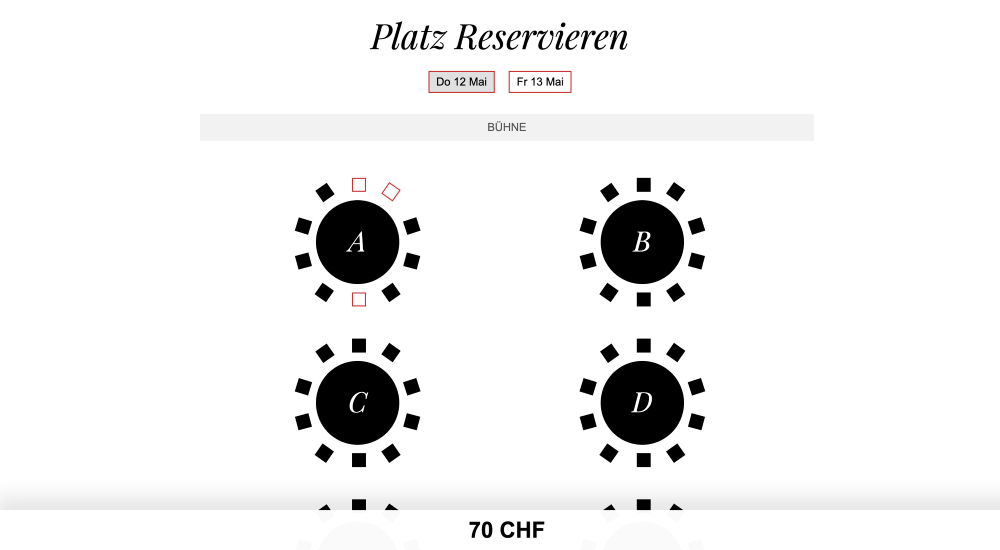 Platz Reservieren
Do 12 Mai Fr 13 Mai
BÜHNE
A B
C D
70 CHF